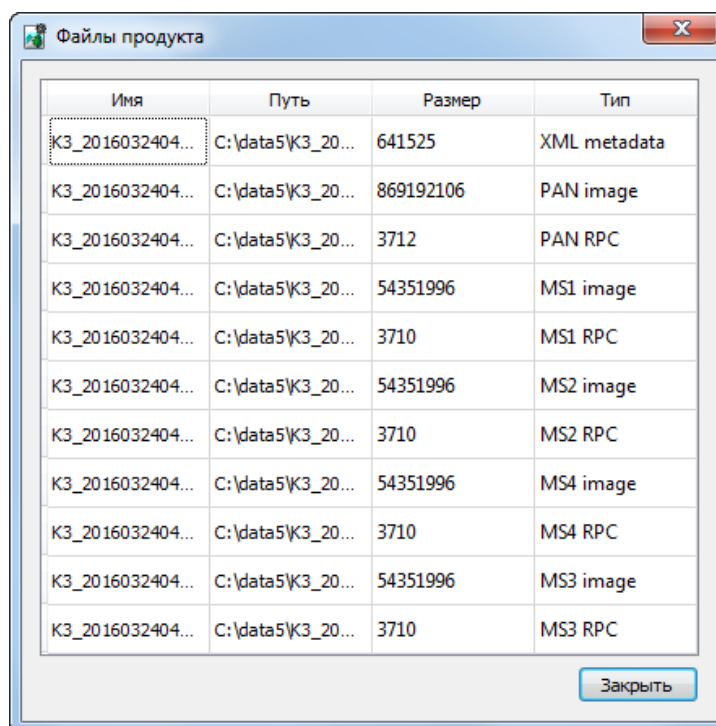 Файлы продукта
Имя Путь Размер Тип
K3_2016032404... C:\data5\K3_20... 641525 XML metadata
K3_2016032404... C:\data5\K3_20... 869192106 PAN image
K3_2016032404... C:\data5\K3_20... 3712 PAN RPC
K3_2016032404... C:\data5\K3_20... 54351996 MS1 image
K3_2016032404... C:\data5\K3_20... 3710 MS1 RPC
K3_2016032404... C:\data5\K3_20... 54351996 MS2 image
K3_2016032404... C:\data5\K3_20... 3710 MS2 RPC
K3_2016032404... C:\data5\K3_20... 54351996 MS4 image
K3_2016032404... C:\data5\K3_20... 3710 MS4 RPC
K3_2016032404... C:\data5\K3_20... 54351996 MS3 image
K3_2016032404... C:\data5\K3_20... 3710 MS3 RPC
Закрыть